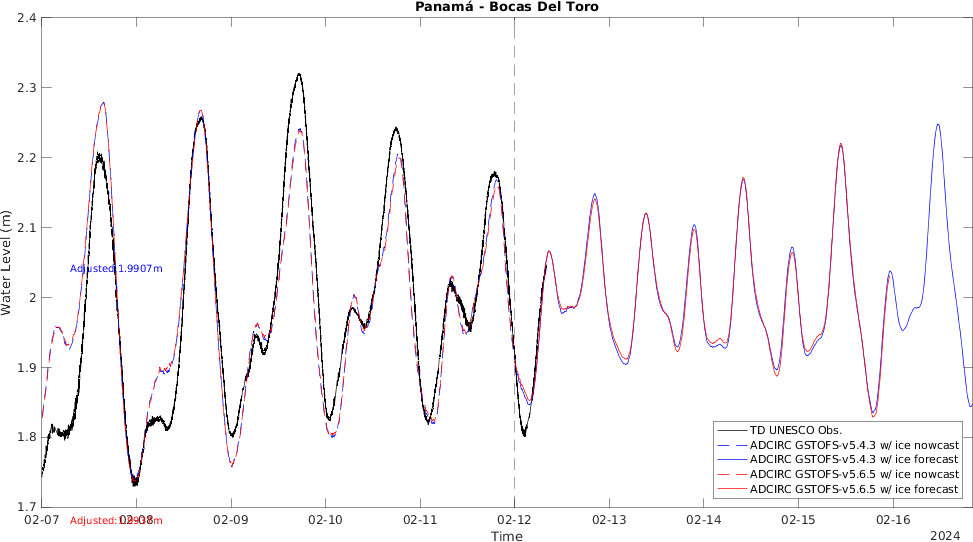 Panamá - Bocas Del Toro
2.4
2.3
2.2
2.1
2
1.9
1.8
1.7
Water Level (m)
Adjusted:1.9907m
TD UNESCO Obs.
ADCIRC GSTOFS-v5.4.3 w/ ice nowcast
ADCIRC GSTOFS-v5.4.3 w/ ice forecast
ADCIRC GSTOFS-v5.6.5 w/ ice nowcast
ADCIRC GSTOFS-v5.6.5 w/ ice forecast
02-07 02-08 02-09 02-10 02-11 02-12 02-13 02-14 02-15 02-16
Adjusted:
Time
2024